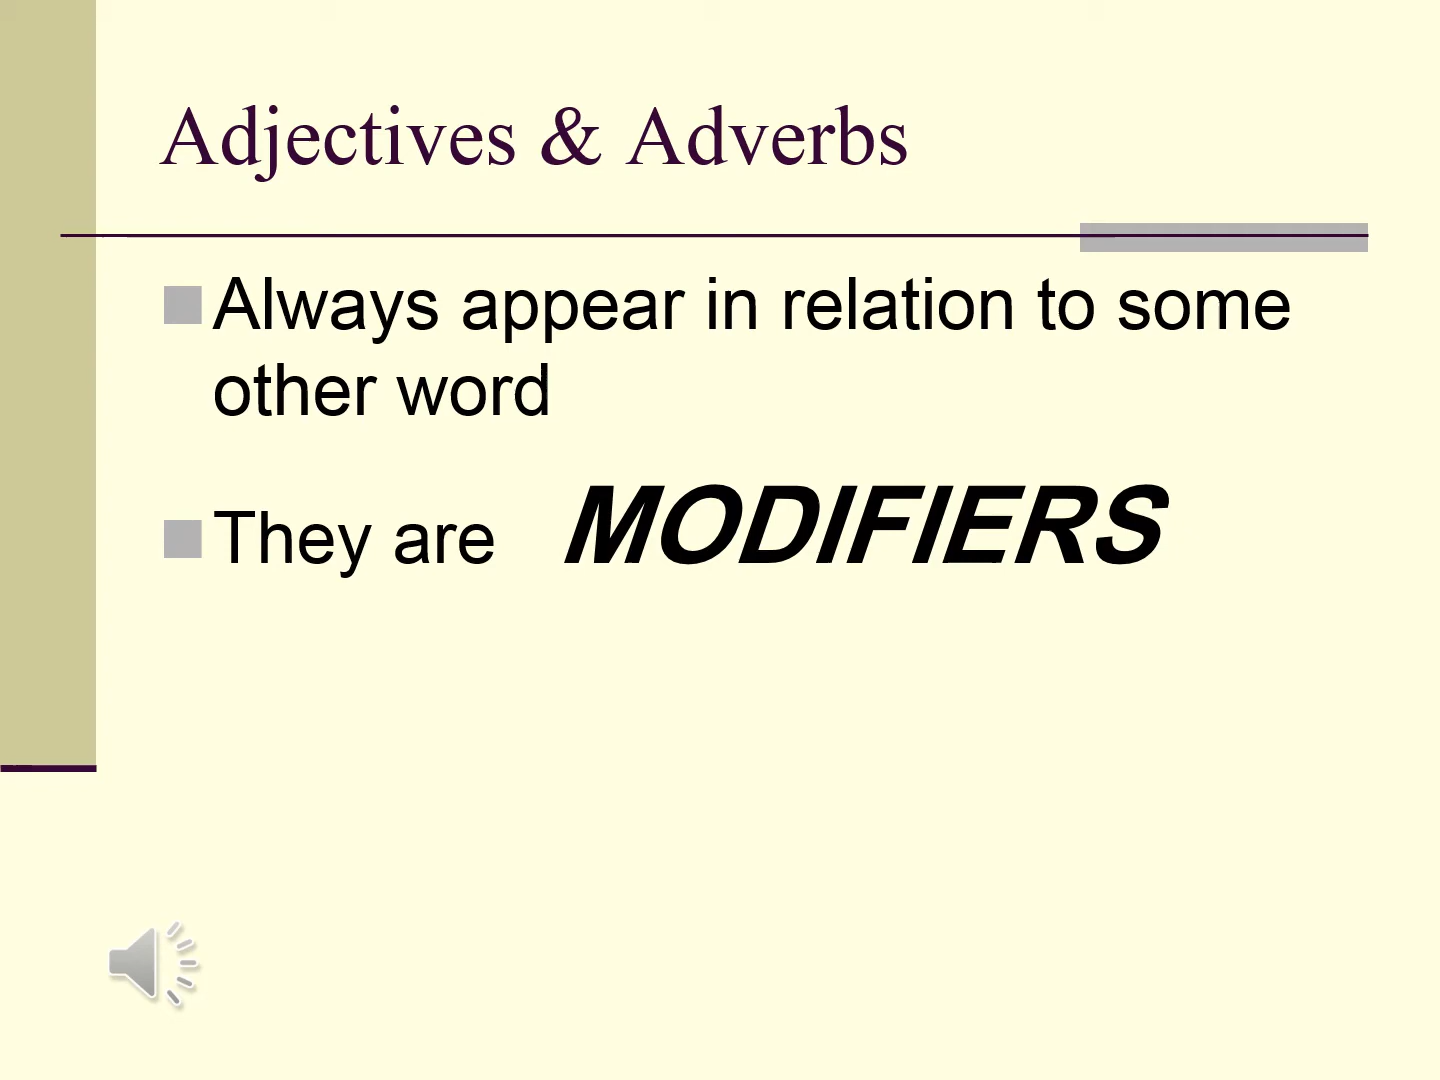 Adjectives & Adverbs
Always appear in relation to some
other word
They are MODIFIERS